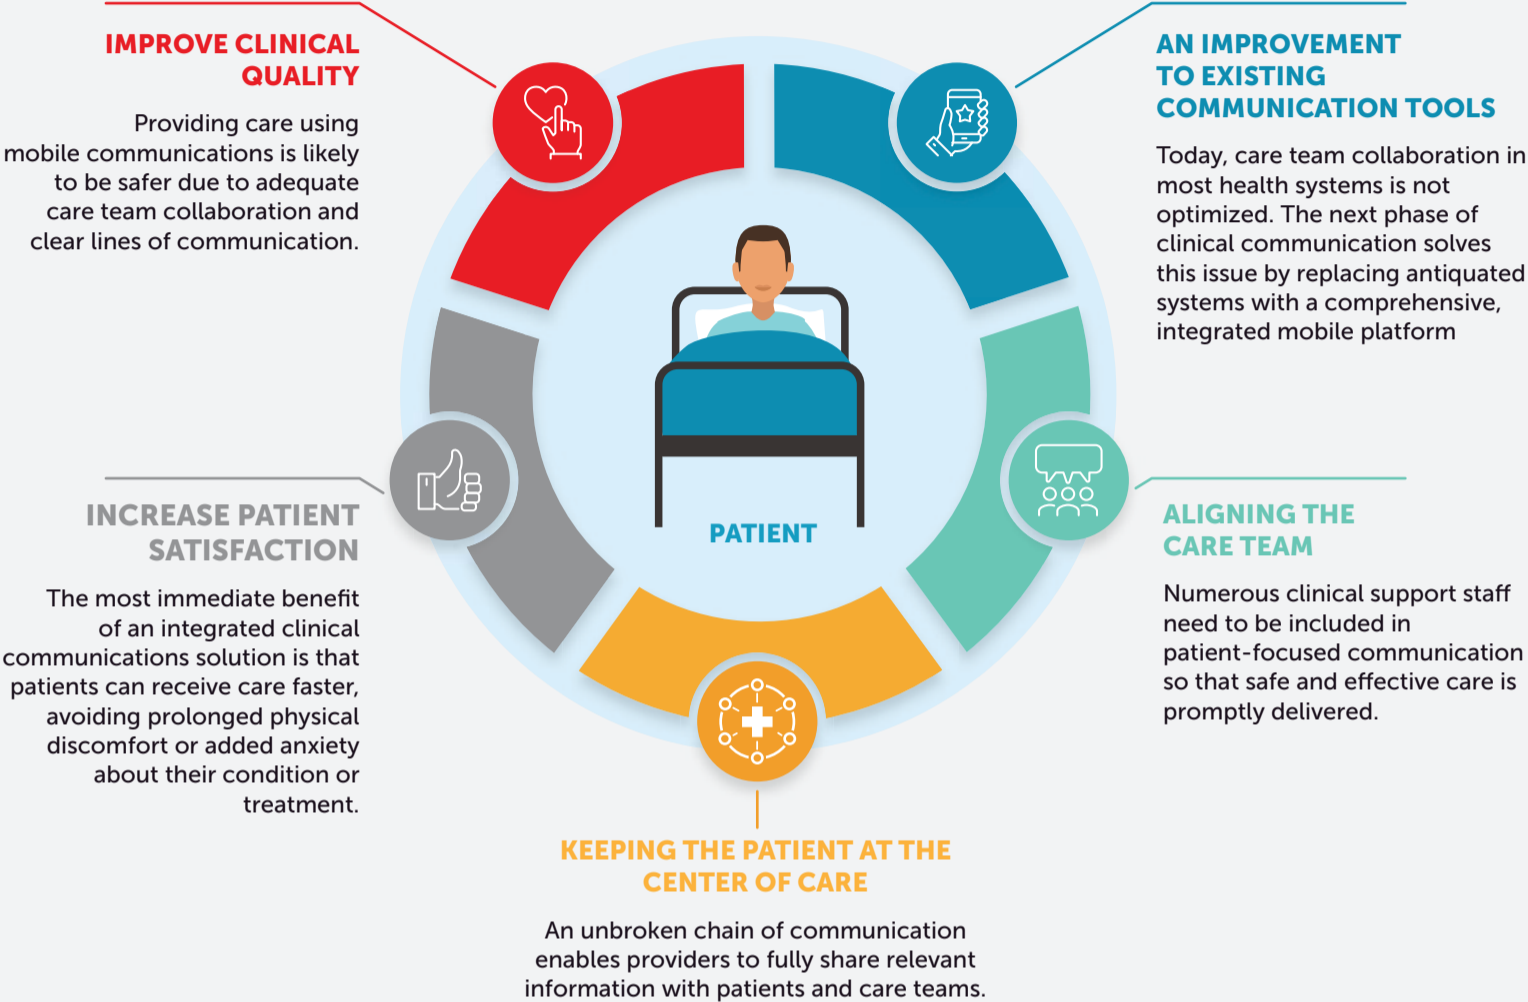 IMPROVE CLINICAL
QUALITY
Providing care using
mobile communications is likely
to be safer due to adequate
care team collaboration and
clear lines of communication.
AN IMPROVEMENT
TO EXISTING
COMMUNICATION TOOLS
Today, care team collaboration in
most health systems is not
optimized. The next phase of
clinical communication solves
this issue by replacing antiquated
systems with a comprehensive,
integrated mobile platform
PATIENT
INCREASE PATIENT
SATISFACTION
The most immediate benefit
of an integrated clinical
communications solution is that
patients can receive care faster,
avoiding prolonged physical
discomfort or added anxiety
about their condition or
treatment.
ALIGNING THE
CARE TEAM
Numerous clinical support staff
need to be included in
patient-focused communication
so that safe and effective care is
promptly delivered.
KEEPING THE PATIENT AT THE
CENTER OF CARE
An unbroken chain of communication
enables providers to fully share relevant
information with patients and care teams.